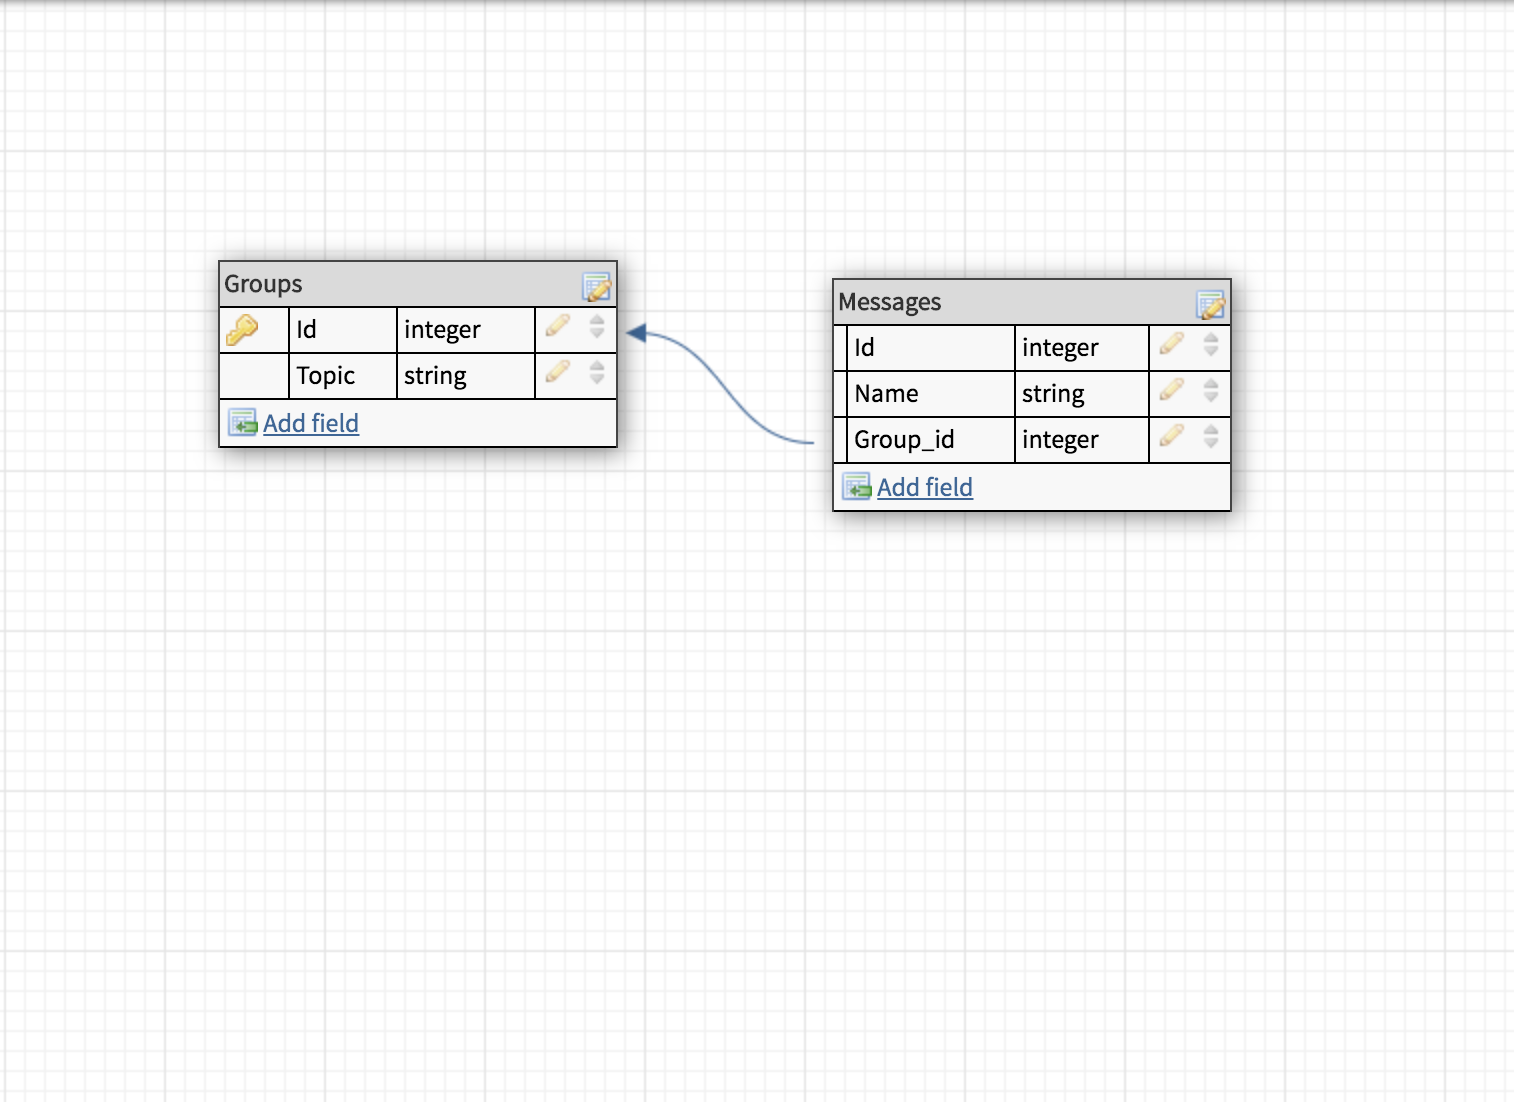 Groups
Id integer
Topic string
Add field
Messages
Id integer
Name string
Group_id integer
Add field